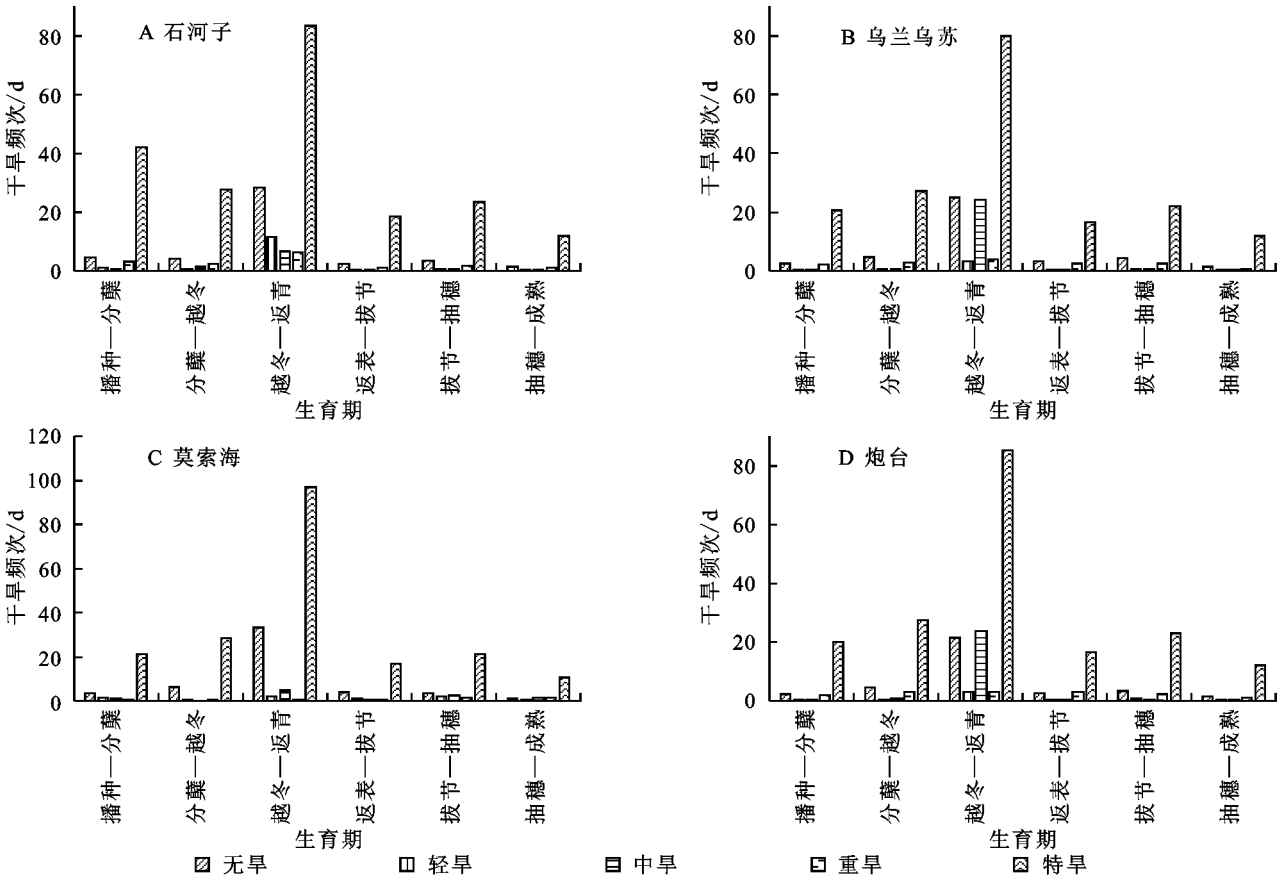 A 石河子
干旱频次/d
80
60
40
20
0
播种—分蘖
分蘖—越冬
越冬—返青
返表—拔节
拔节—抽穗
抽穗—成熟
生育期
B 乌兰乌苏
干旱频次/d
80
60
40
20
0
播种—分蘖
分蘖—越冬
越冬—返青
返表—拔节
拔节—抽穗
抽穗—成熟
生育期
C 莫索海
干旱频次/d
120
100
80
60
40
20
0
播种—分蘖
分蘖—越冬
越冬—返青
返表—拔节
拔节—抽穗
抽穗—成熟
生育期
D 炮台
干旱频次/d
80
60
40
20
0
播种—分蘖
分蘖—越冬
越冬—返青
返表—拔节
拔节—抽穗
抽穗—成熟
生育期
无旱 轻旱 中旱 重旱 特旱